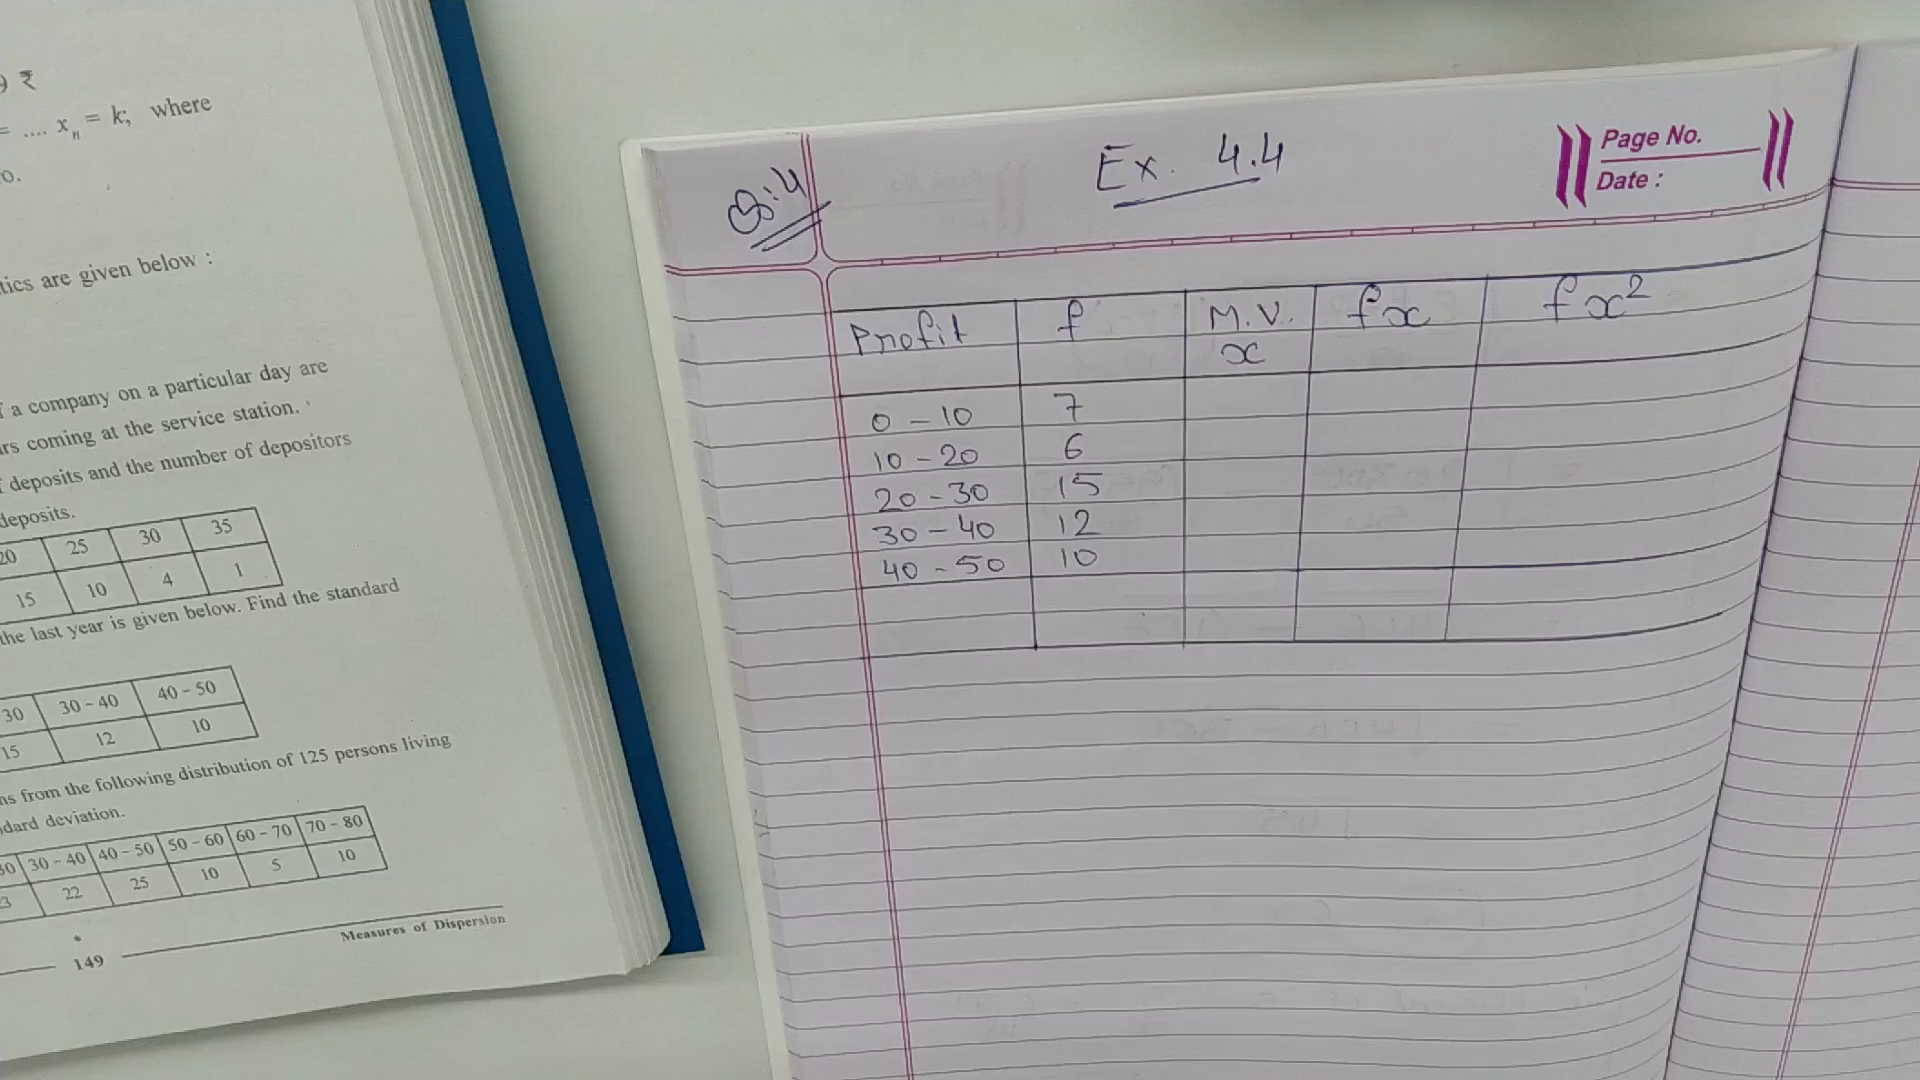 ) ₹
= .... xₙ = k; where
o.
tics are given below :
f a company on a particular day are
rs coming at the service station.
f deposits and the number of depositors
deposits.
20 25 30 35
15 10 4 1
the last year is given below. Find the standard
30 30 – 40 40 – 50
15 12 10
ns from the following distribution of 125 persons living
dard deviation.
30 30 – 40 40 – 50 50 – 60 60 – 70 70 – 80
3 22 25 10 5 10
149 Measures of Dispersion
Q:4 Ex. 4.4
Page No.
Date :
Profit f M.V. fx fx²
x
0 – 10 7
10 – 20 6
20 – 30 15
30 – 40 12
40 – 50 10